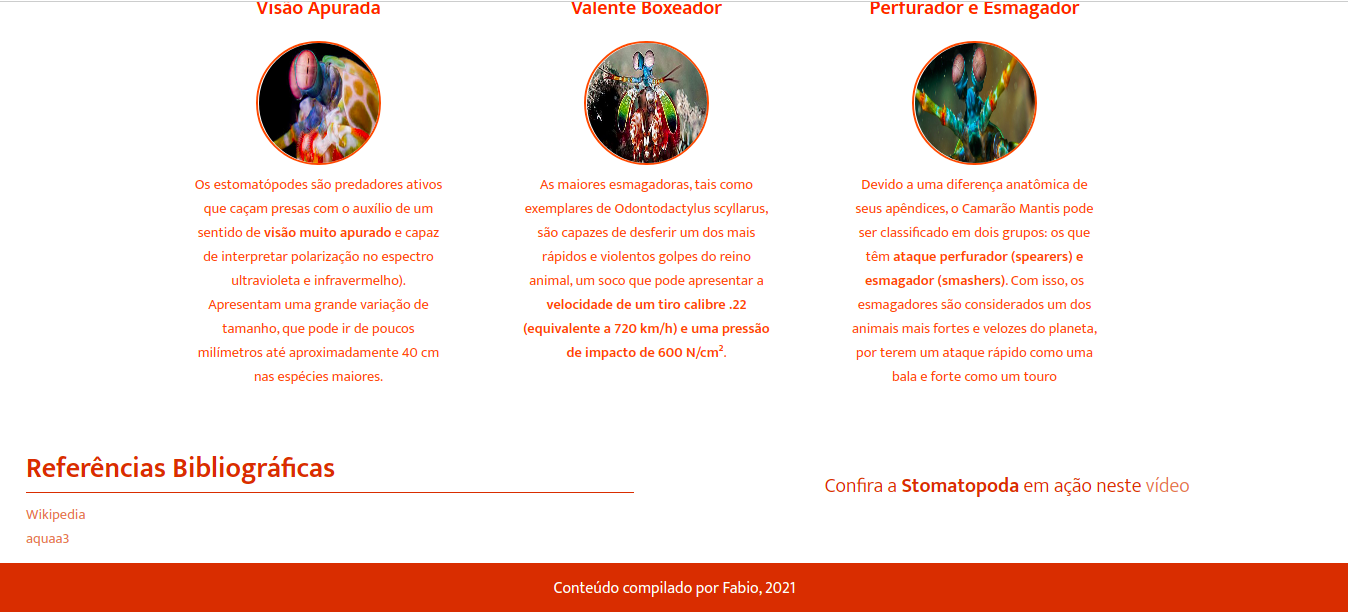 Visão Apurada
Valente Boxeador
Perfurador e Esmagador
Os estomatópodes são predadores ativos
que caçam presas com o auxílio de um
sentido de visão muito apurado e capaz
de interpretar polarização no espectro
ultravioleta e infravermelho).
Apresentam uma grande variação de
tamanho, que pode ir de poucos
milímetros até aproximadamente 40 cm
nas espécies maiores.
As maiores esmagadoras, tais como
exemplares de Odontodactylus scyllarus,
são capazes de desferir um dos mais
rápidos e violentos golpes do reino
animal, um soco que pode apresentar a
velocidade de um tiro calibre .22
(equivalente a 720 km/h) e uma pressão
de impacto de 600 N/cm².
Devido a uma diferença anatômica de
seus apêndices, o Camarão Mantis pode
ser classificado em dois grupos: os que
têm ataque perfurador (spearers) e
esmagador (smashers). Com isso, os
esmagadores são considerados um dos
animais mais fortes e velozes do planeta,
por terem um ataque rápido como uma
bala e forte como um touro
Referências Bibliográficas
Wikipedia
aquaa3
Confira a Stomatopoda em ação neste vídeo
Conteúdo compilado por Fabio, 2021